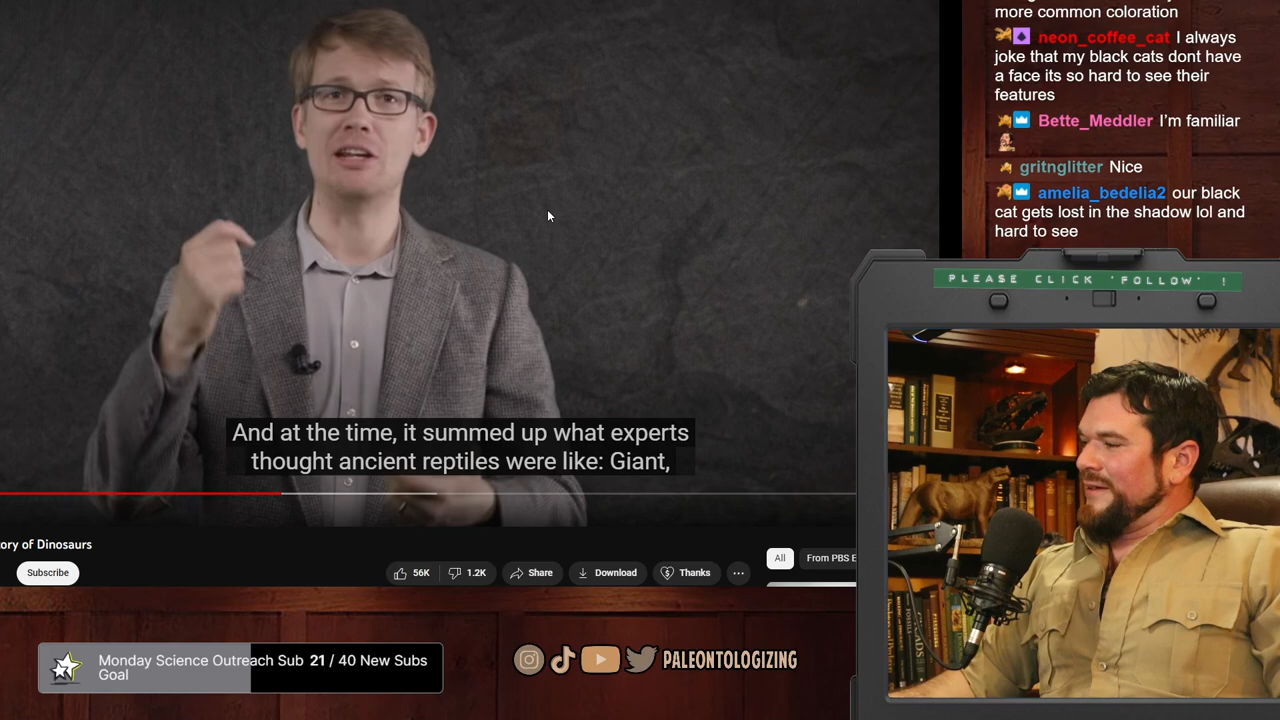 more common coloration
neon_coffee_cat I always
joke that my black cats dont have
a face its so hard to see their
features
Bette_Meddler I'm familiar
gritnglitter Nice
amelia_bedelia2 our black
cat gets lost in the shadow lol and
hard to see
PLEASE CLICK 'FOLLOW' !
And at the time, it summed up what experts
thought ancient reptiles were like: Giant,
ory of Dinosaurs
Subscribe
56K
1.2K
Share
Download
Thanks
All
From PBS E
Monday Science Outreach Sub 21 / 40 New Subs
Goal
PALEONTOLOGIZING